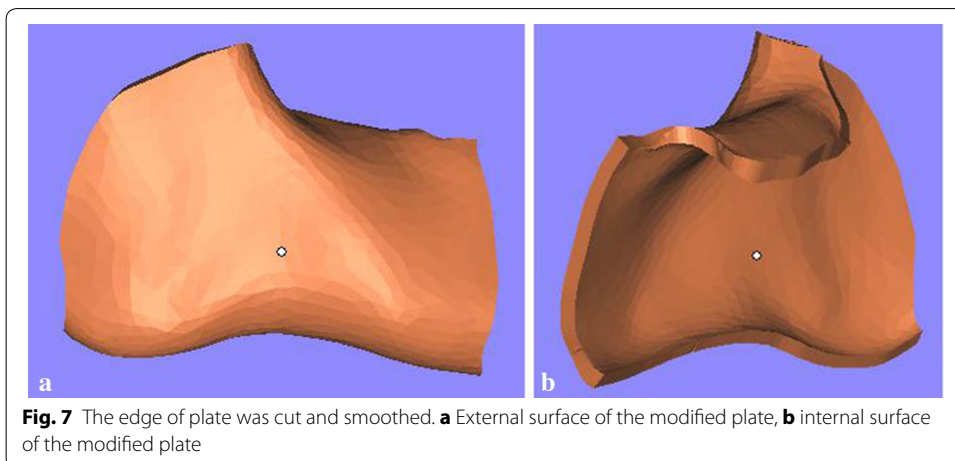 a
b
Fig. 7 The edge of plate was cut and smoothed. a External surface of the modified plate, b internal surface
of the modified plate